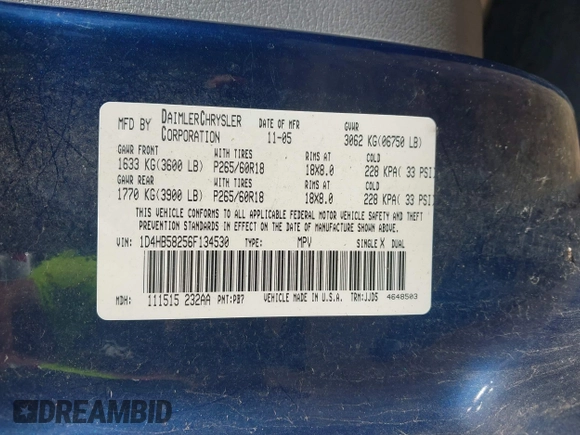 MFD BY DAIMLERCHRYSLER CORPORATION DATE OF MFR 11-05 GVWR 3062 KG(06750 LB)
GAWR FRONT WITH TIRES RIMS AT COLD
1633 KG(3600 LB) P265/60R18 18X8.0 228 KPA( 33 PSI)
GAWR REAR WITH TIRES RIMS AT COLD
1770 KG(3900 LB) P265/60R18 18X8.0 228 KPA( 33 PSI)
THIS VEHICLE CONFORMS TO ALL APPLICABLE FEDERAL MOTOR VEHICLE SAFETY AND THEFT
PREVENTION STANDARDS IN EFFECT ON THE DATE OF MANUFACTURE SHOWN ABOVE.
VIN: 1D4HB58256F134530 TYPE: MPV SINGLE X DUAL
MDH: 111515 232AA PNT:PB7 VEHICLE MADE IN U.S.A. TRM:JJDS 4648503
DREAMBID